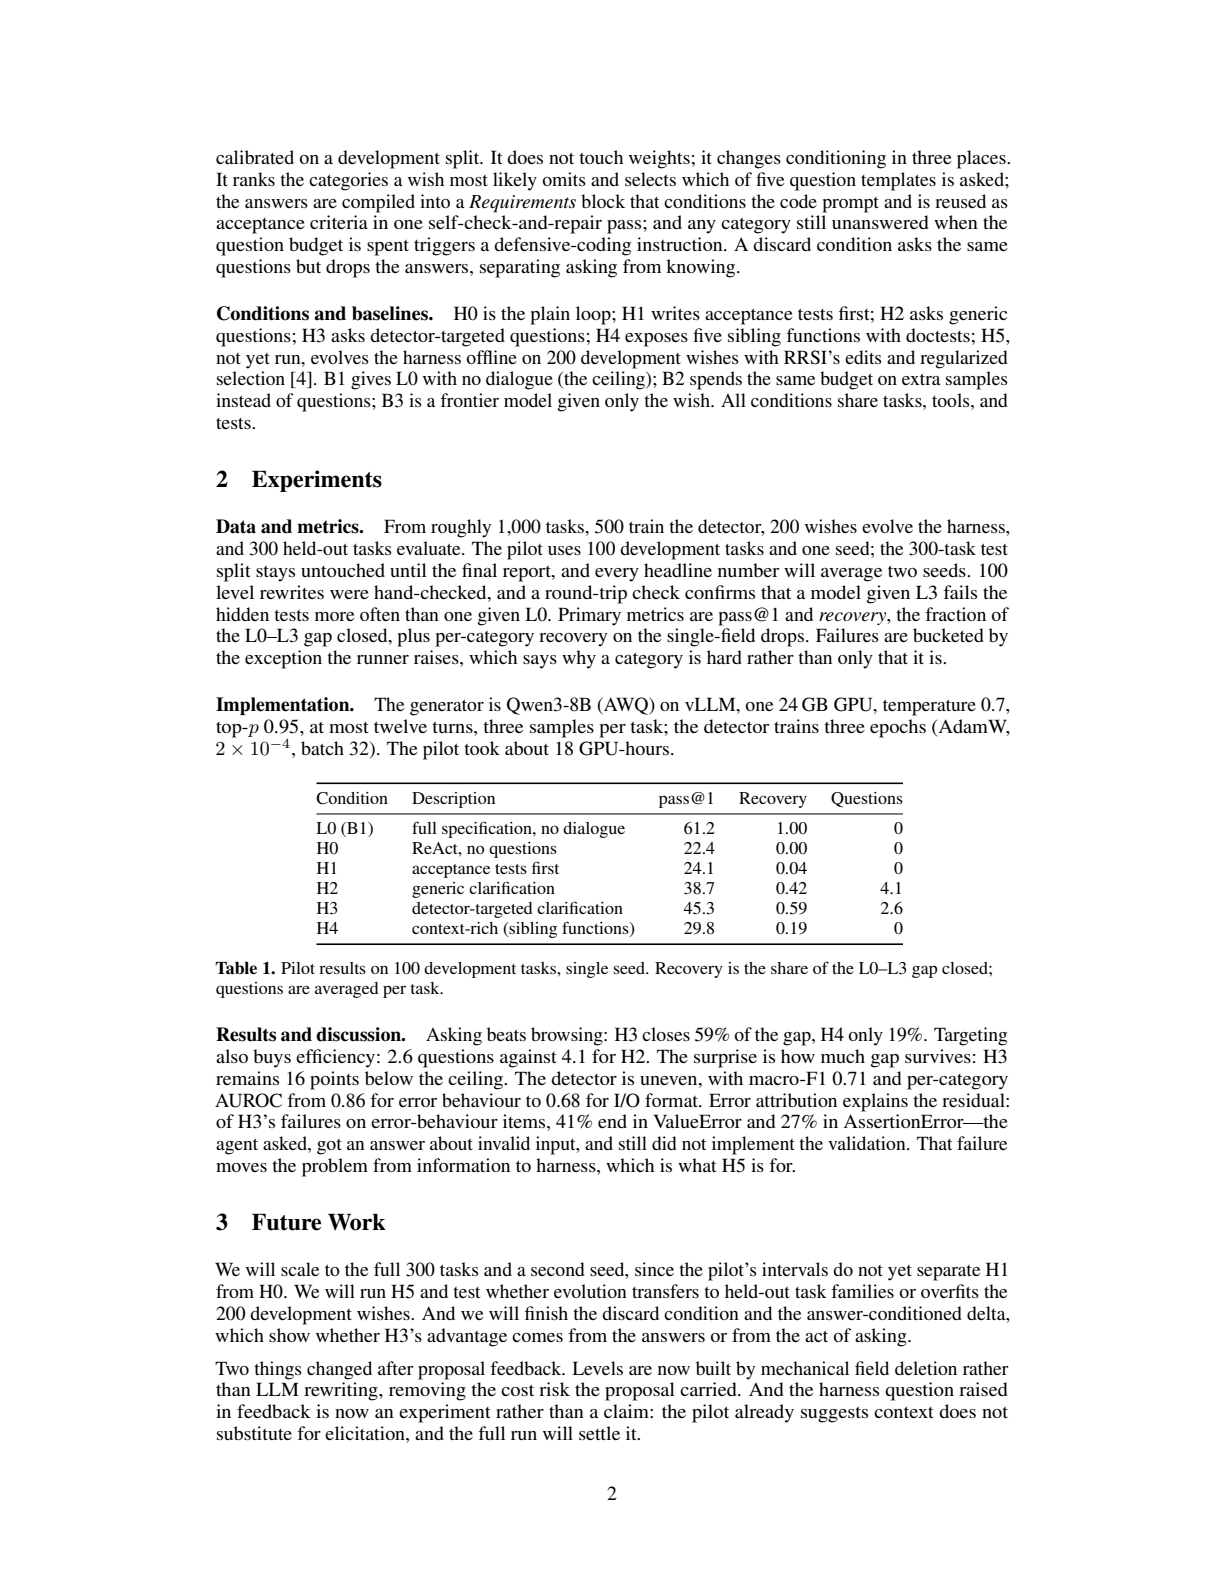 calibrated on a development split. It does not touch weights; it changes conditioning in three places.
It ranks the categories a wish most likely omits and selects which of five question templates is asked;
the answers are compiled into a Requirements block that conditions the code prompt and is reused as
acceptance criteria in one self-check-and-repair pass; and any category still unanswered when the
question budget is spent triggers a defensive-coding instruction. A discard condition asks the same
questions but drops the answers, separating asking from knowing.
Conditions and baselines. H0 is the plain loop; H1 writes acceptance tests first; H2 asks generic
questions; H3 asks detector-targeted questions; H4 exposes five sibling functions with doctests; H5,
not yet run, evolves the harness offline on 200 development wishes with RRSI's edits and regularized
selection [4]. B1 gives L0 with no dialogue (the ceiling); B2 spends the same budget on extra samples
instead of questions; B3 is a frontier model given only the wish. All conditions share tasks, tools, and
tests.
2 Experiments
Data and metrics. From roughly 1,000 tasks, 500 train the detector, 200 wishes evolve the harness,
and 300 held-out tasks evaluate. The pilot uses 100 development tasks and one seed; the 300-task test
split stays untouched until the final report, and every headline number will average two seeds. 100
level rewrites were hand-checked, and a round-trip check confirms that a model given L3 fails the
hidden tests more often than one given L0. Primary metrics are pass@1 and recovery, the fraction of
the L0–L3 gap closed, plus per-category recovery on the single-field drops. Failures are bucketed by
the exception the runner raises, which says why a category is hard rather than only that it is.
Implementation. The generator is Qwen3-8B (AWQ) on vLLM, one 24 GB GPU, temperature 0.7,
top-p 0.95, at most twelve turns, three samples per task; the detector trains three epochs (AdamW,
2 × 10⁻⁴, batch 32). The pilot took about 18 GPU-hours.
Condition Description pass@1 Recovery Questions
L0 (B1) full specification, no dialogue 61.2 1.00 0
H0 ReAct, no questions 22.4 0.00 0
H1 acceptance tests first 24.1 0.04 0
H2 generic clarification 38.7 0.42 4.1
H3 detector-targeted clarification 45.3 0.59 2.6
H4 context-rich (sibling functions) 29.8 0.19 0
Table 1. Pilot results on 100 development tasks, single seed. Recovery is the share of the L0–L3 gap closed;
questions are averaged per task.
Results and discussion. Asking beats browsing: H3 closes 59% of the gap, H4 only 19%. Targeting
also buys efficiency: 2.6 questions against 4.1 for H2. The surprise is how much gap survives: H3
remains 16 points below the ceiling. The detector is uneven, with macro-F1 0.71 and per-category
AUROC from 0.86 for error behaviour to 0.68 for I/O format. Error attribution explains the residual:
of H3's failures on error-behaviour items, 41% end in ValueError and 27% in AssertionError—the
agent asked, got an answer about invalid input, and still did not implement the validation. That failure
moves the problem from information to harness, which is what H5 is for.
3 Future Work
We will scale to the full 300 tasks and a second seed, since the pilot's intervals do not yet separate H1
from H0. We will run H5 and test whether evolution transfers to held-out task families or overfits the
200 development wishes. And we will finish the discard condition and the answer-conditioned delta,
which show whether H3's advantage comes from the answers or from the act of asking.
Two things changed after proposal feedback. Levels are now built by mechanical field deletion rather
than LLM rewriting, removing the cost risk the proposal carried. And the harness question raised
in feedback is now an experiment rather than a claim: the pilot already suggests context does not
substitute for elicitation, and the full run will settle it.
2